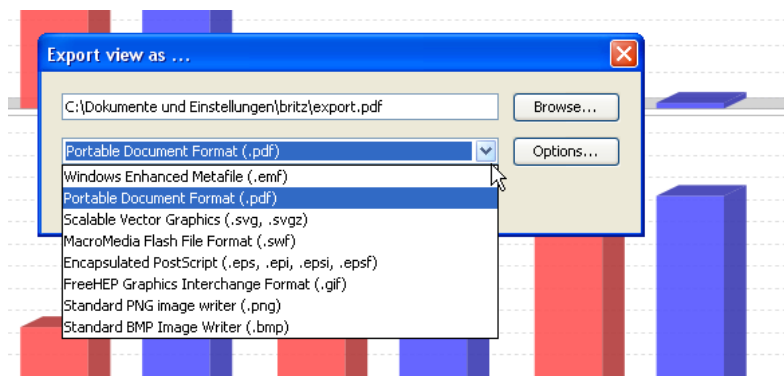 Export view as ...
C:\Dokumente und Einstellungen\britz\export.pdf
Browse...
Portable Document Format (.pdf)
Options...
Windows Enhanced Metafile (.emf)
Portable Document Format (.pdf)
Scalable Vector Graphics (.svg, .svgz)
MacroMedia Flash File Format (.swf)
Encapsulated PostScript (.eps, .epi, .epsi, .epsf)
FreeHEP Graphics Interchange Format (.gif)
Standard PNG image writer (.png)
Standard BMP Image Writer (.bmp)